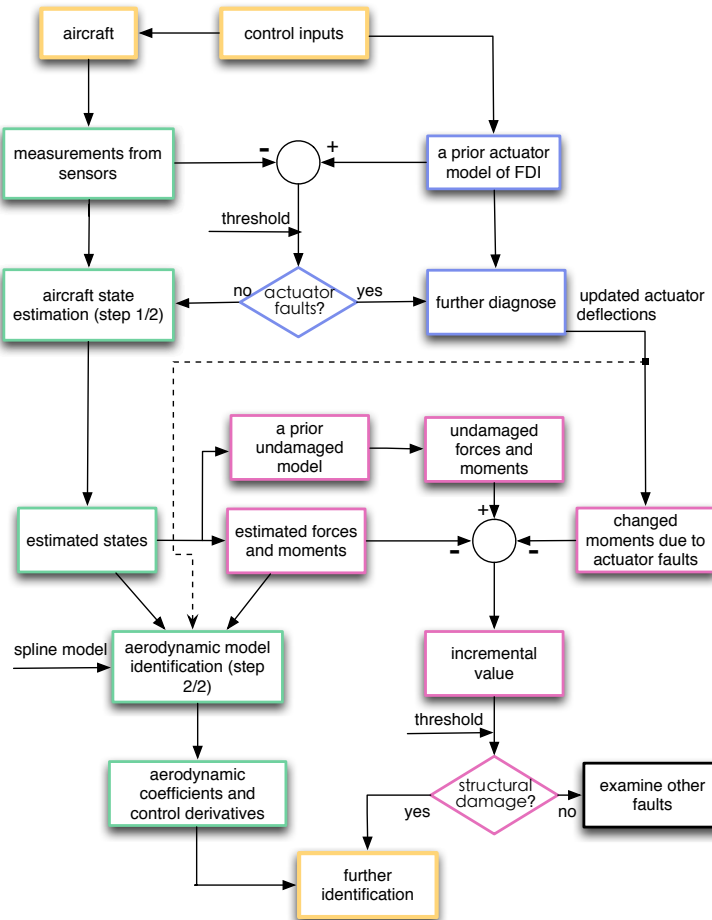 aircraft
control inputs
measurements from
sensors
-
+
a prior actuator
model of FDI
threshold
aircraft state
estimation (step 1/2)
no
actuator
faults?
yes
further diagnose
updated actuator
deflections
a prior
undamaged
model
undamaged
forces and
moments
estimated states
estimated forces
and moments
+
-
-
changed
moments due to
actuator faults
spline model
aerodynamic model
identification (step
2/2)
incremental
value
threshold
aerodynamic
coefficients and
control derivatives
structural
damage?
yes
no
examine other
faults
further
identification